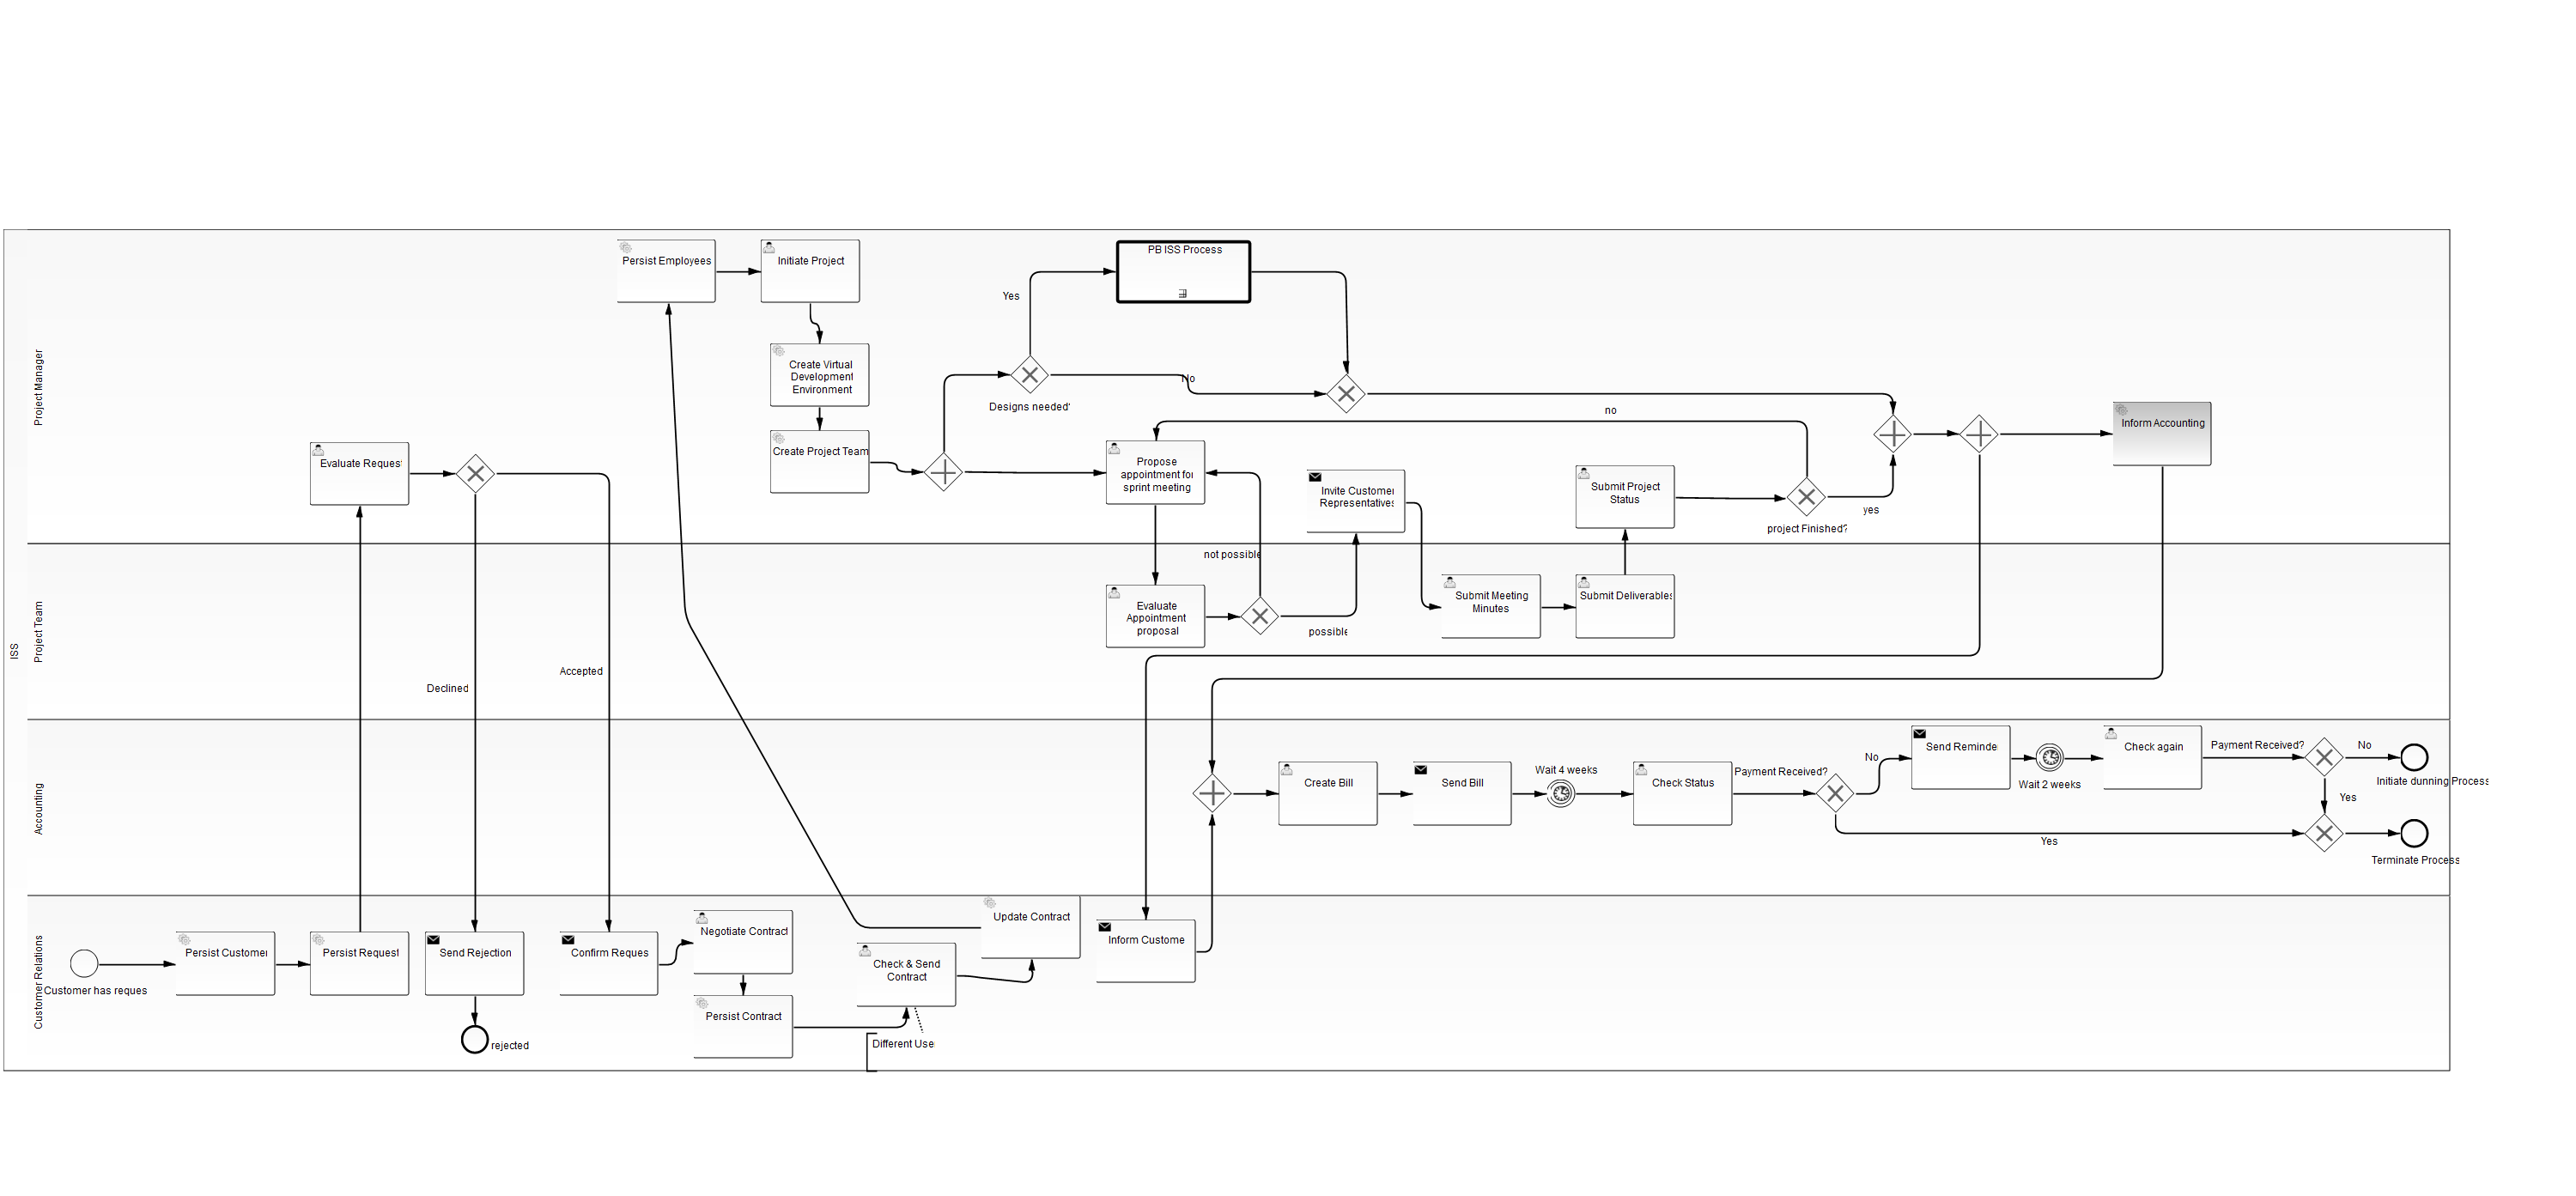 ISS
Project Manager
Project Team
Accounting
Customer Relations
Persist Employees
Initiate Project
PB ISS Process
Yes
Create Virtual
Development
Environment
No
Designs needed?
no
Create Project Team
Inform Accounting
Evaluate Request
Propose
appointment for
sprint meeting
Invite Customer
Representatives
Submit Project
Status
yes
project Finished?
not possible
Evaluate
Appointment
proposal
possible
Submit Meeting
Minutes
Submit Deliverables
Accepted
Declined
Send Reminde
Check again
Payment Received?
No
Wait 4 weeks
Payment Received?
No
Wait 2 weeks
Initiate dunning Process
Create Bill
Send Bill
Check Status
Yes
Yes
Terminate Process
Update Contract
Negotiate Contract
Inform Custome
Persist Customer
Persist Request
Send Rejection
Confirm Reques
Check & Send
Contract
Customer has reques
Persist Contract
Different Use
rejected